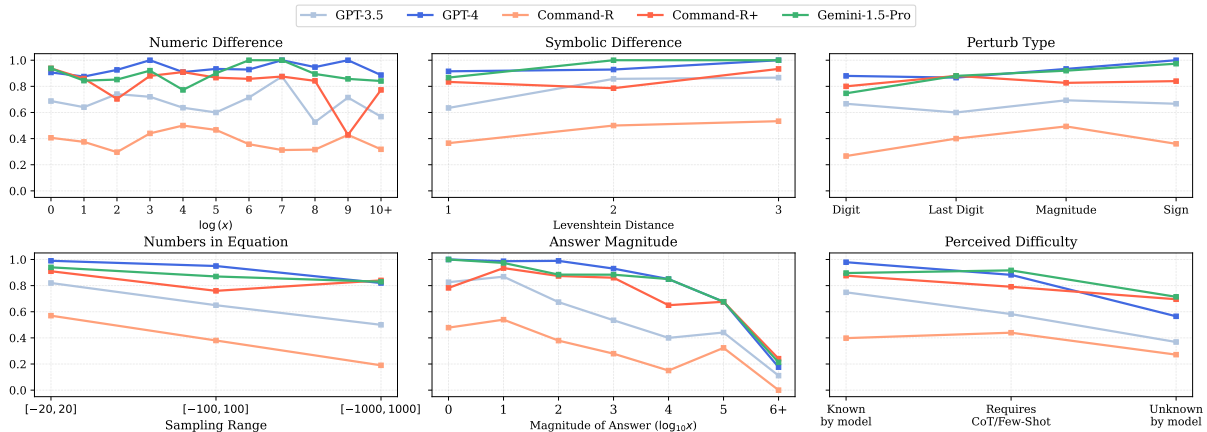 GPT-3.5 GPT-4 Command-R Command-R+ Gemini-1.5-Pro
Numeric Difference
1.0
0.8
0.6
0.4
0.2
0.0
0 1 2 3 4 5 6 7 8 9 10+
log (x)
Symbolic Difference
1 2 3
Levenshtein Distance
Perturb Type
Digit Last Digit Magnitude Sign
Numbers in Equation
1.0
0.8
0.6
0.4
0.2
0.0
[−20, 20] [−100, 100] [−1000, 1000]
Sampling Range
Answer Magnitude
0 1 2 3 4 5 6+
Magnitude of Answer (log₁₀x)
Perceived Difficulty
Known by model
Requires CoT/Few-Shot
Unknown by model